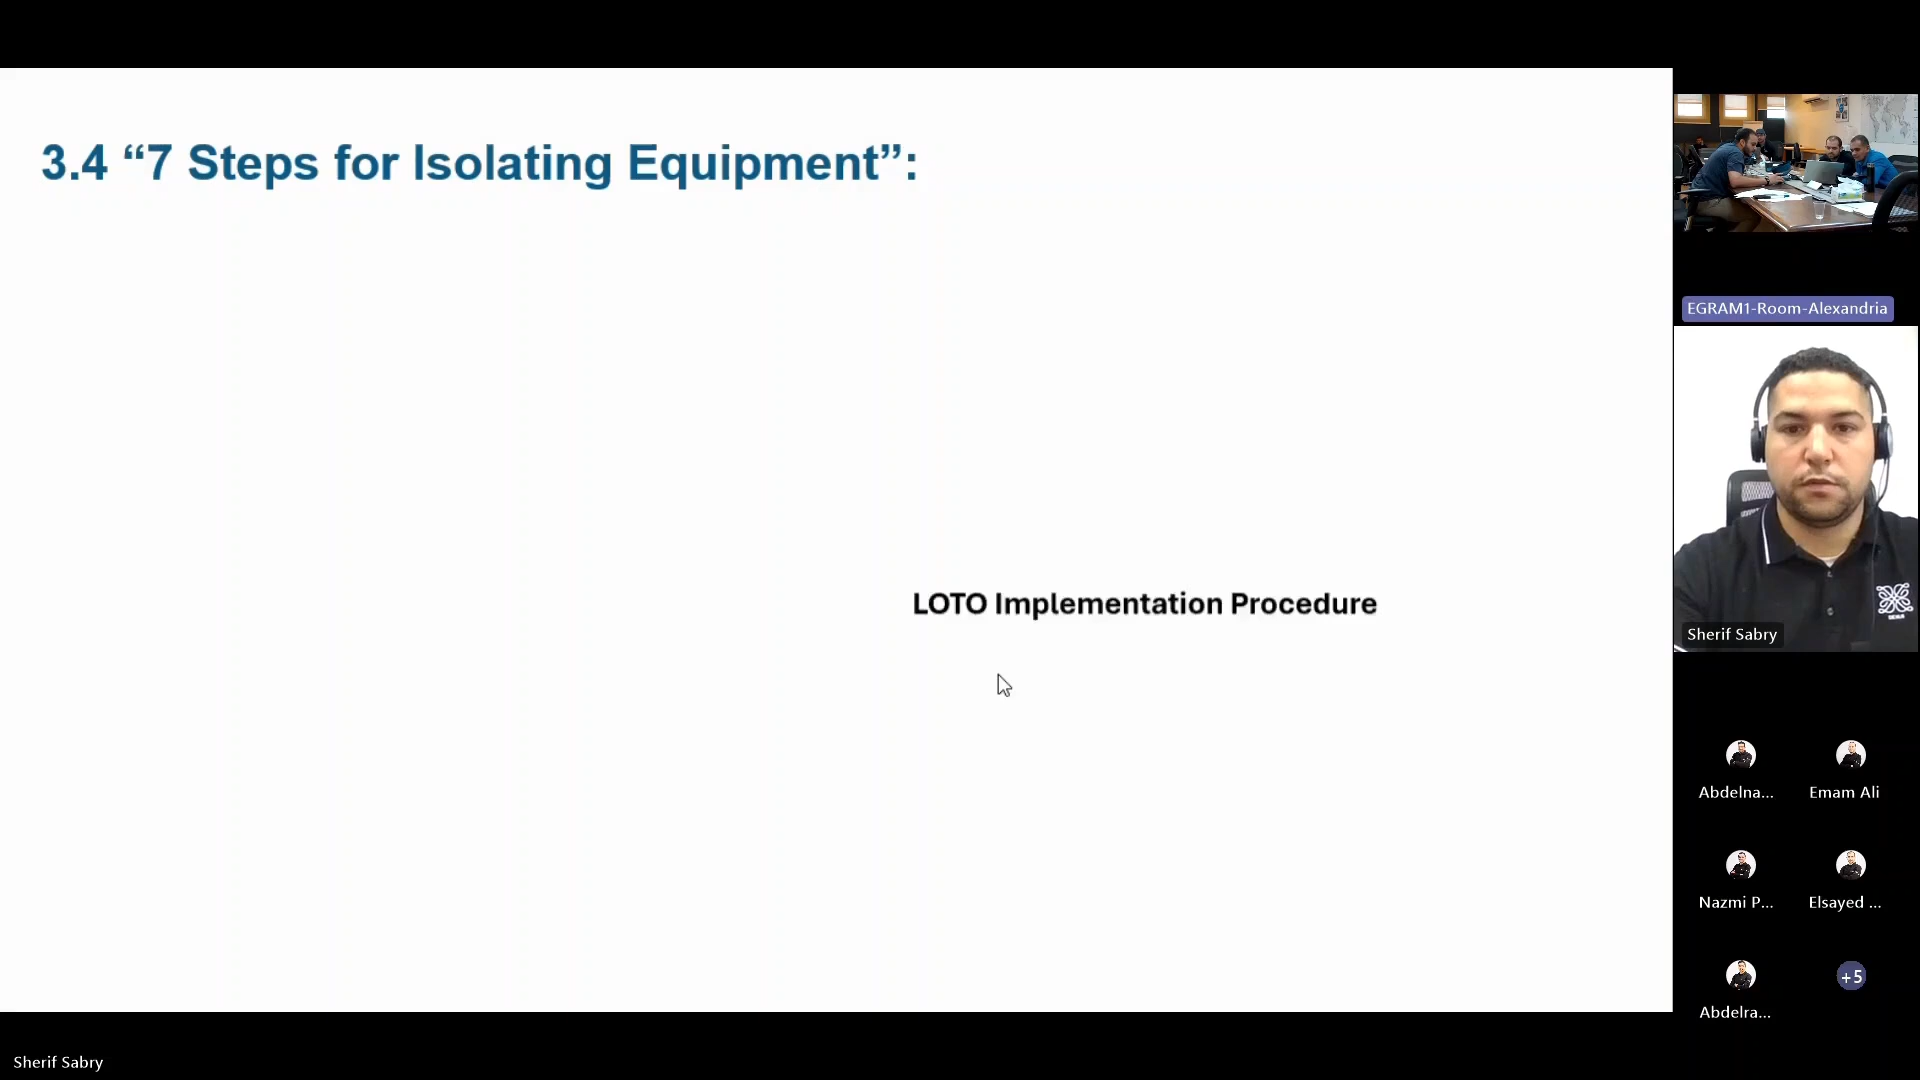 3.4 “7 Steps for Isolating Equipment”:
LOTO Implementation Procedure
EGRAM1-Room-Alexandria
Sherif Sabry
Abdelna...
Emam Ali
Nazmi P...
Elsayed ...
Abdelra...
+5
Sherif Sabry